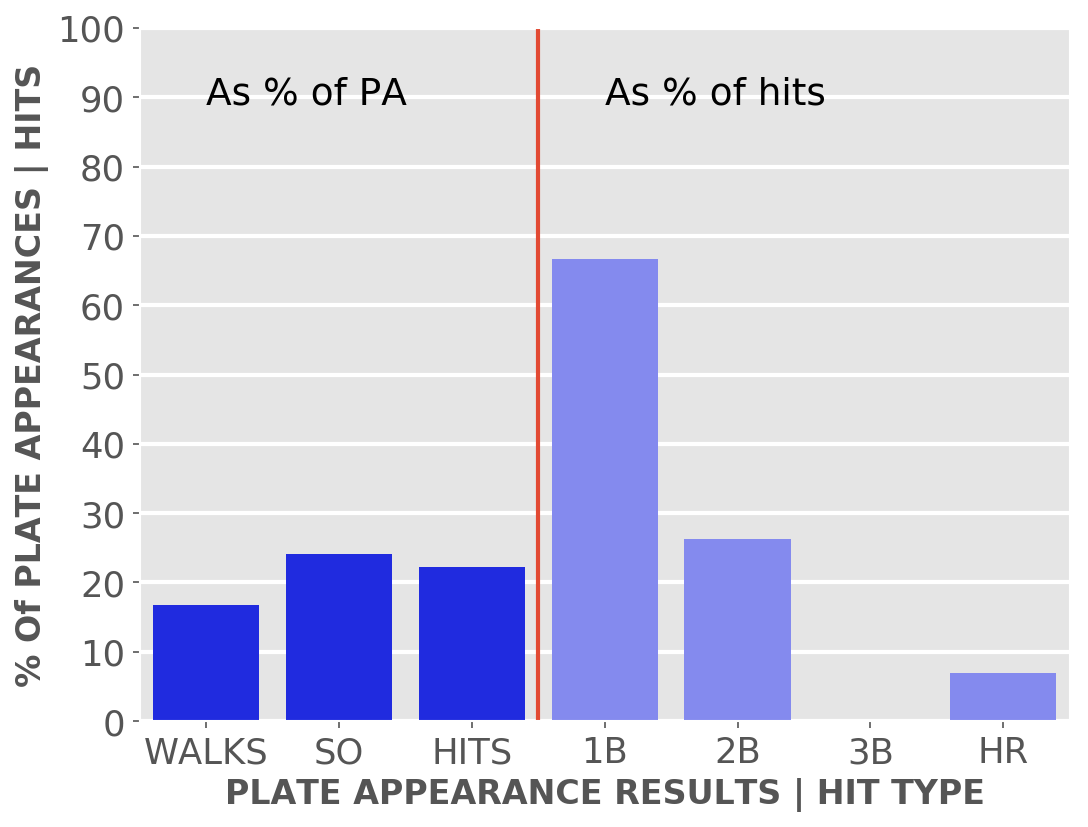 % Of PLATE APPEARANCES | HITS
100
90
80
70
60
50
40
30
20
10
0
As % of PA
As % of hits
WALKS SO HITS 1B 2B 3B HR
PLATE APPEARANCE RESULTS | HIT TYPE